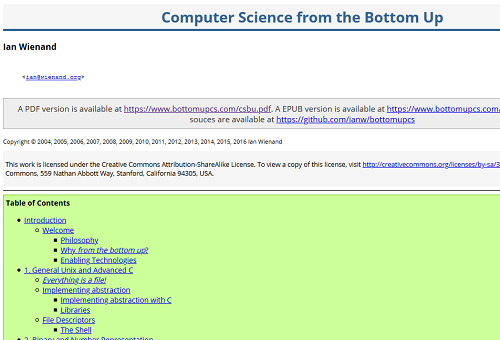 Computer Science from the Bottom Up
Ian Wienand
<ian@wienand.org>
A PDF version is available at https://www.bottomupcs.com/csbu.pdf. A EPUB version is available at https://www.bottomupcs.com/
souces are available at https://github.com/ianw/bottomupcs
Copyright © 2004, 2005, 2006, 2007, 2008, 2009, 2010, 2011, 2012, 2013, 2014, 2015, 2016 Ian Wienand
This work is licensed under the Creative Commons Attribution-ShareAlike License. To view a copy of this license, visit http://creativecommons.org/licenses/by-sa/3
Commons, 559 Nathan Abbott Way, Stanford, California 94305, USA.
Table of Contents
Introduction
Welcome
Philosophy
Why from the bottom up?
Enabling Technologies
1. General Unix and Advanced C
Everything is a file!
Implementing abstraction
Implementing abstraction with C
Libraries
File Descriptors
The Shell
2. Binary and Number Representation